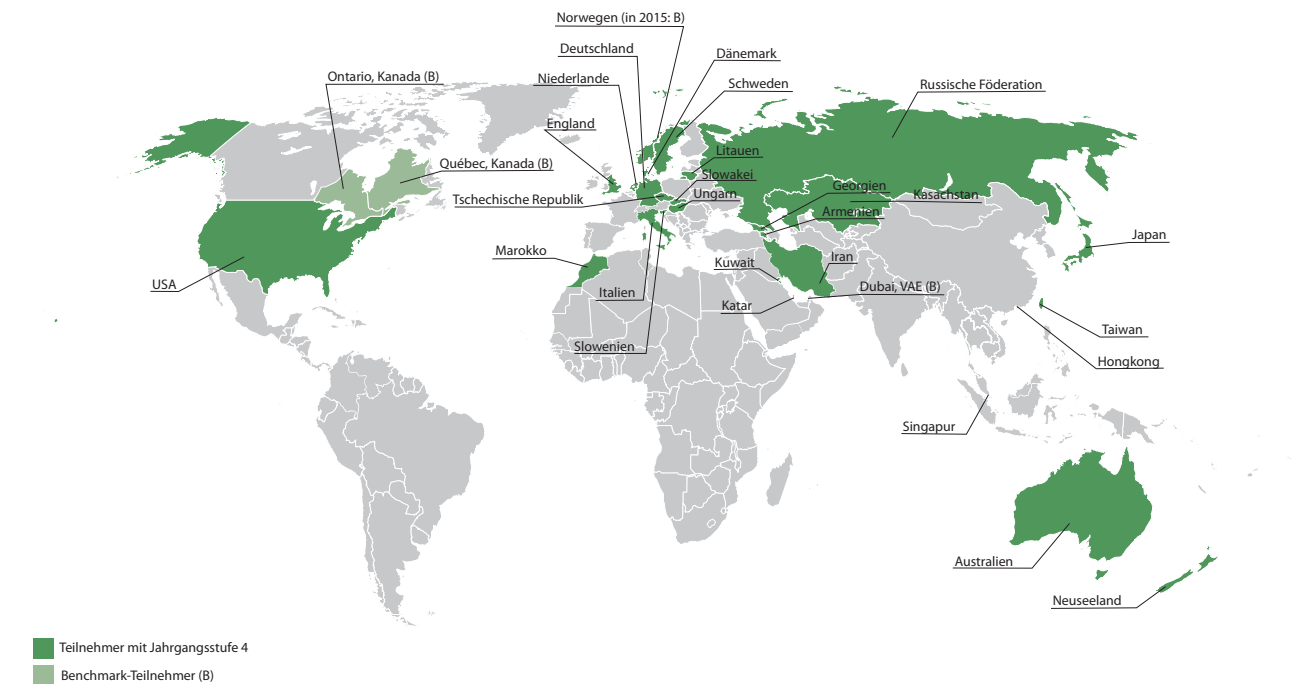 Norwegen (in 2015: B)
Deutschland
Dänemark
Ontario, Kanada (B)
Niederlande
Schweden
Russische Föderation
England
Litauen
Québec, Kanada (B)
Slowakei
Tschechische Republik
Ungarn
Georgien
Kasachstan
Armenien
Japan
Marokko
Kuwait
Iran
USA
Italien
Dubai, VAE (B)
Katar
Taiwan
Slowenien
Hongkong
Singapur
Australien
Neuseeland
Teilnehmer mit Jahrgangsstufe 4
Benchmark-Teilnehmer (B)